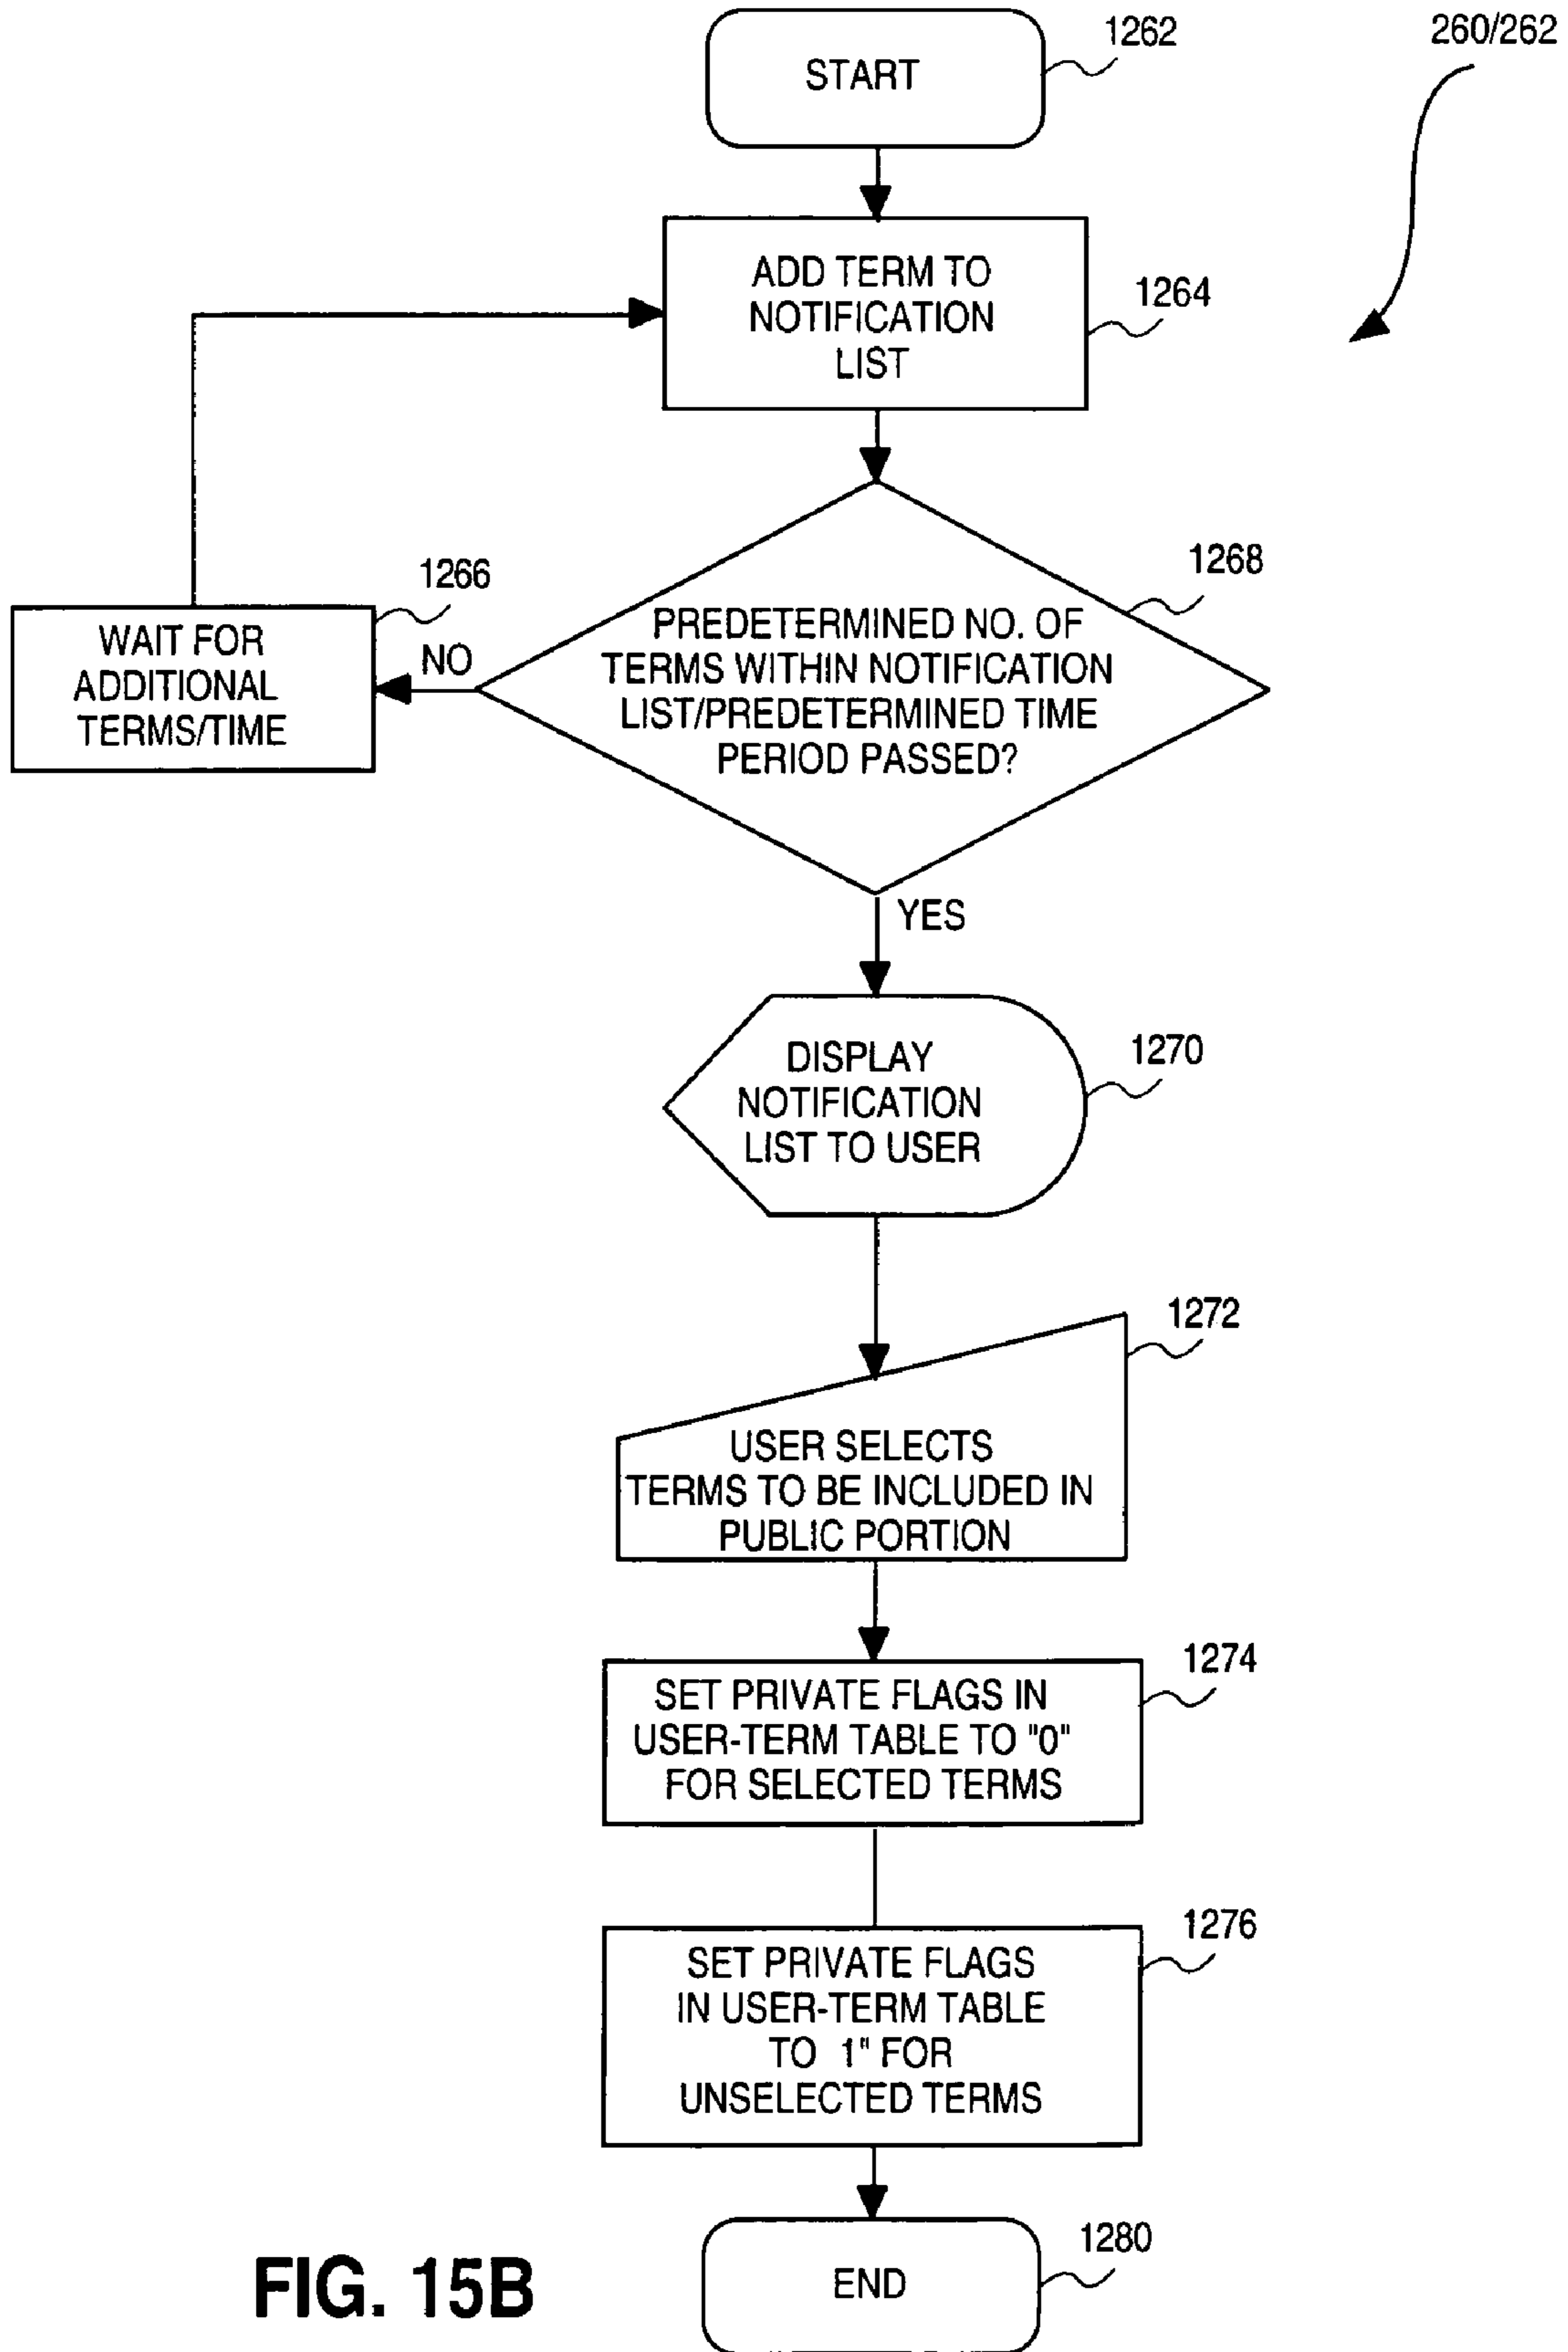 1262
260/262
START
ADD TERM TO
NOTIFICATION
LIST
1264
1268
PREDETERMINED NO. OF
TERMS WITHIN NOTIFICATION
LIST/PREDETERMINED TIME
PERIOD PASSED?
1266
WAIT FOR
ADDITIONAL
TERMS/TIME
NO
YES
DISPLAY
NOTIFICATION
LIST TO USER
1270
1272
USER SELECTS
TERMS TO BE INCLUDED IN
PUBLIC PORTION
1274
SET PRIVATE FLAGS IN
USER-TERM TABLE TO "0"
FOR SELECTED TERMS
1276
SET PRIVATE FLAGS
IN USER-TERM TABLE
TO 1" FOR
UNSELECTED TERMS
1280
END
FIG. 15B